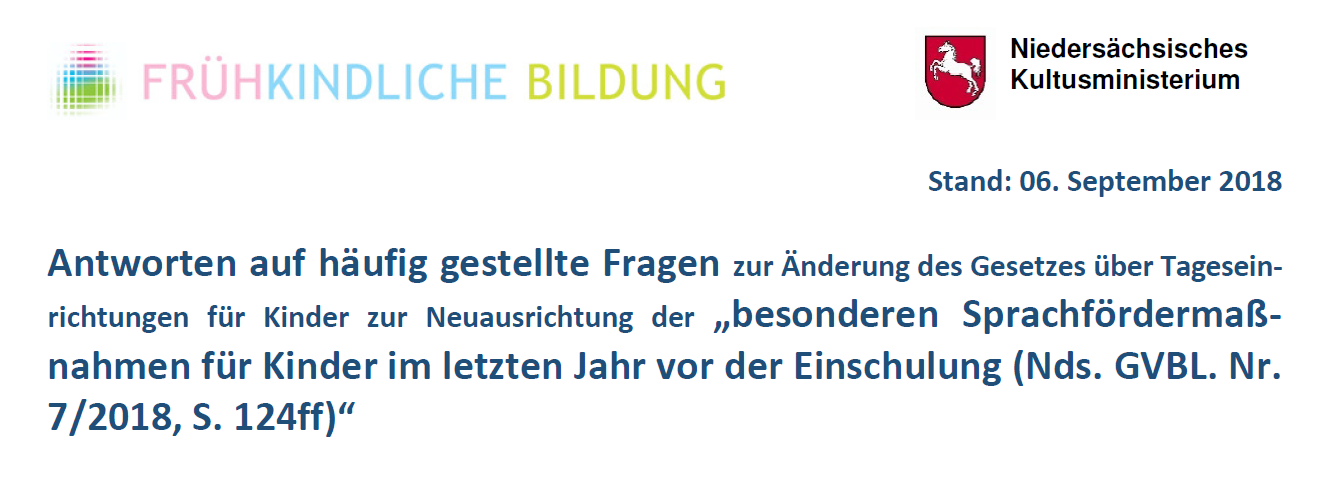 FRÜHKINDLICHE BILDUNG
Niedersächsisches
Kultusministerium
Stand: 06. September 2018
Antworten auf häufig gestellte Fragen zur Änderung des Gesetzes über Tagesein-
richtungen für Kinder zur Neuausrichtung der „besonderen Sprachfördermaß-
nahmen für Kinder im letzten Jahr vor der Einschulung (Nds. GVBL. Nr.
7/2018, S. 124ff)“